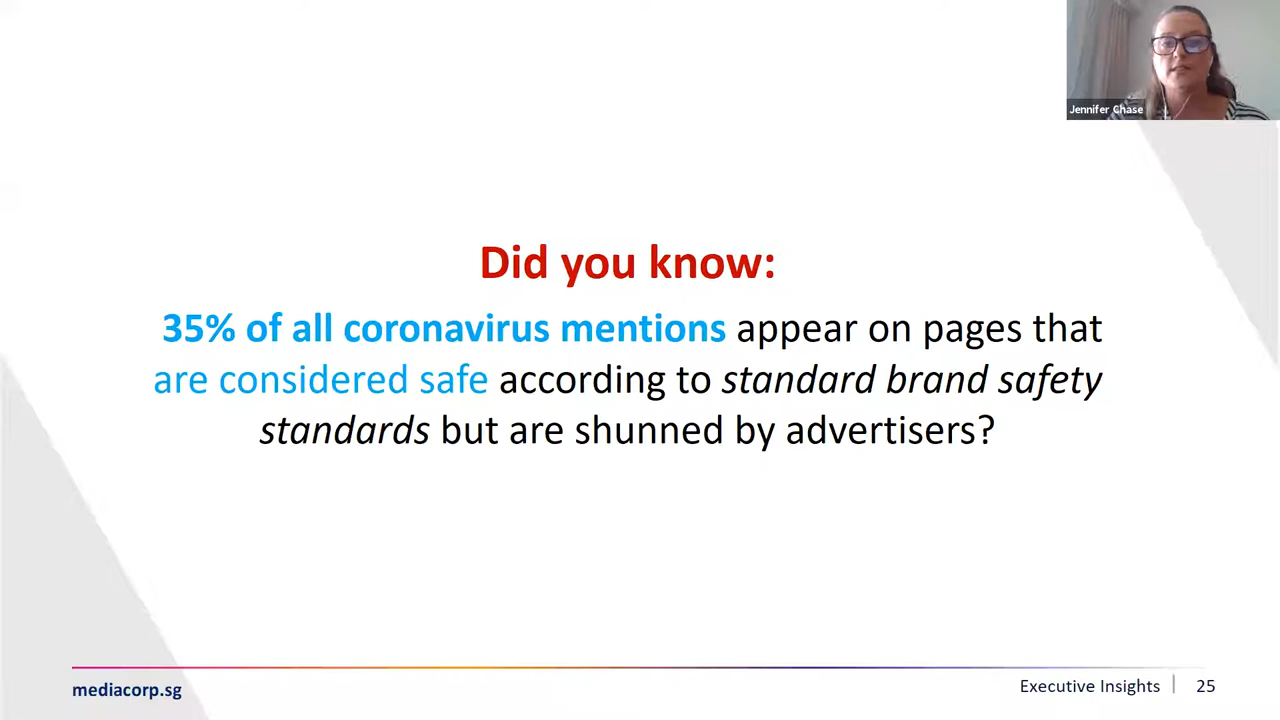 Jennifer Chase
Did you know:
35% of all coronavirus mentions appear on pages that
are considered safe according to standard brand safety
standards but are shunned by advertisers?
mediacorp.sg
Executive Insights | 25